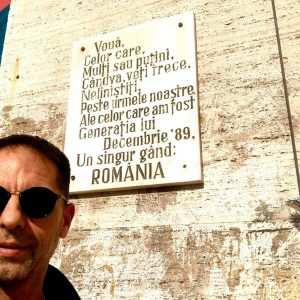 Vouă,
Celor care,
Mulți sau puțini,
Cândva, veți trece,
Neliniștiți,
Peste urmele noastre,
Ale celor care am fost
Generația lui
Decembrie '89,
Un singur gând:
ROMÂNIA